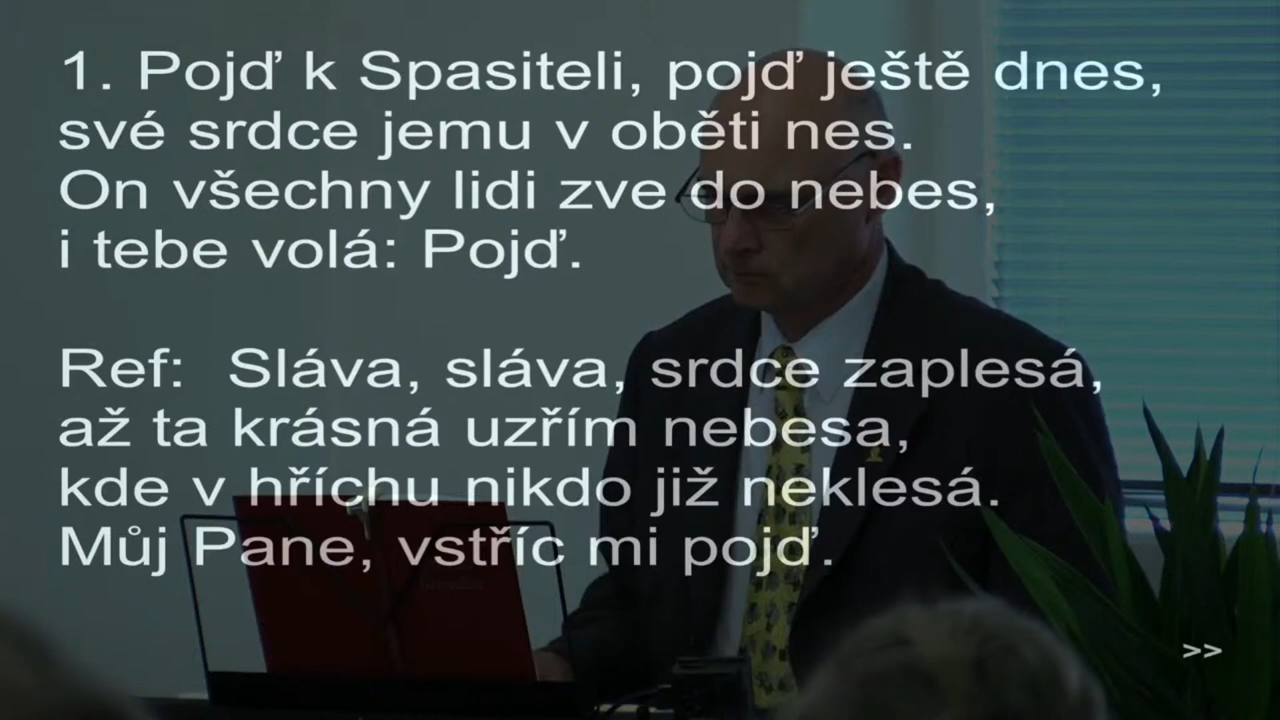 1. Pojď k Spasiteli, pojď ještě dnes,
své srdce jemu v oběti nes.
On všechny lidi zve do nebes,
i tebe volá: Pojď.
Ref: Sláva, sláva, srdce zaplesá,
až ta krásná uzřím nebesa,
kde v hříchu nikdo již neklesá.
Můj Pane, vstříc mi pojď.
>>